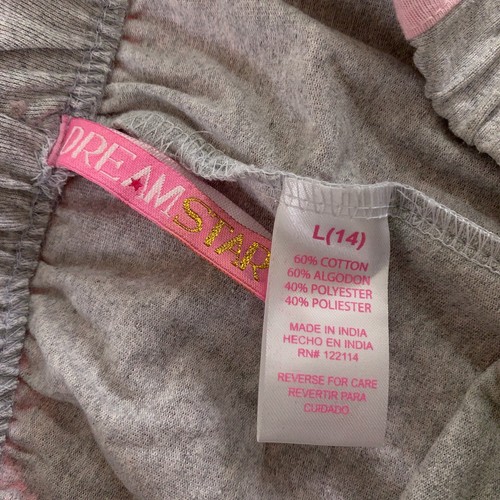 DREAMSTAR
L(14)
60% COTTON
60% ALGODON
40% POLYESTER
40% POLIESTER
MADE IN INDIA
HECHO EN INDIA
RN# 122114
REVERSE FOR CARE
REVERTIR PARA
CUIDADO